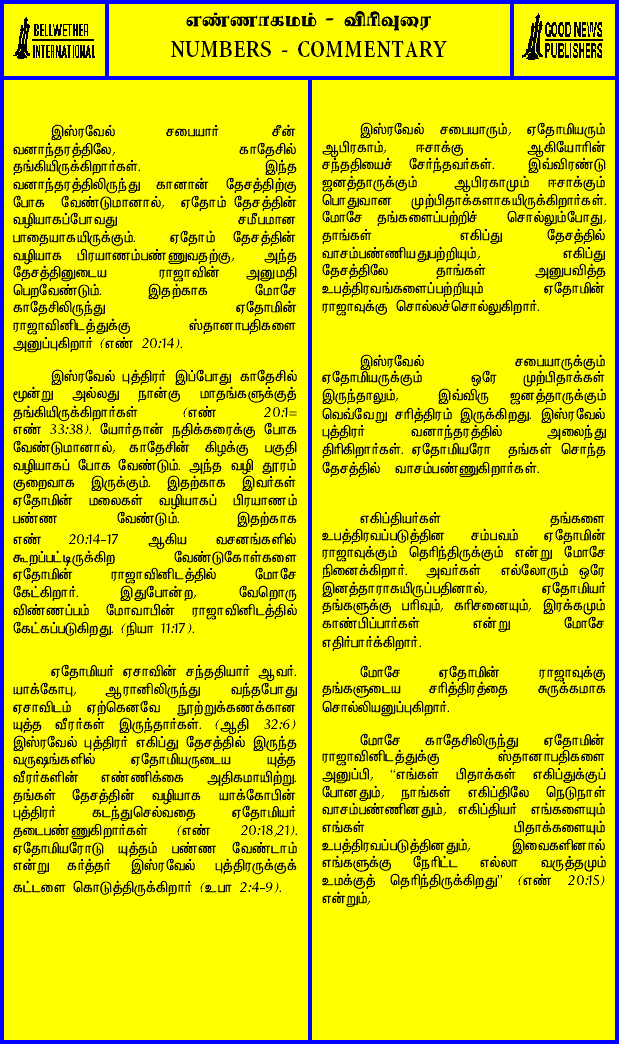 BELLWETHER
INTERNATIONAL
எண்ணாகமம் - விரிவுரை
NUMBERS - COMMENTARY
GOOD NEWS
PUBLISHERS
இஸ்ரவேல் சபையார் சீன்
வனாந்தரத்திலே, காதேசில்
தங்கியிருக்கிறார்கள். இந்த
வனாந்தரத்திலிருந்து கானான் தேசத்திற்கு
போக வேண்டுமானால், ஏதோம் தேசத்தின்
வழியாகப்போவது சமீபமான
பாதையாகயிருக்கும். ஏதோம் தேசத்தின்
வழியாக பிரயாணம்பண்ணுவதற்கு, அந்த
தேசத்தினுடைய ராஜாவின் அனுமதி
பெறவேண்டும். இதற்காக மோசே
காதேசிலிருந்து ஏதோமின்
ராஜாவினிடத்துக்கு ஸ்தானாபதிகளை
அனுப்புகிறார் (எண் 20:14).
இஸ்ரவேல் புத்திரர் இப்போது காதேசில்
மூன்று அல்லது நான்கு மாதங்களுக்குத்
தங்கியிருக்கிறார்கள் (எண் 20:1=
எண் 33:38). யோர்தான் நதிக்கரைக்கு போக
வேண்டுமானால், காதேசின் கிழக்கு பகுதி
வழியாகப் போக வேண்டும். அந்த வழி தூரம்
குறைவாக இருக்கும். இதற்காக இவர்கள்
ஏதோமின் மலைகள் வழியாகப் பிரயாணம்
பண்ண வேண்டும். இதற்காக
எண் 20:14-17 ஆகிய வசனங்களில்
கூறப்பட்டிருக்கிற வேண்டுகோள்களை
ஏதோமின் ராஜாவினிடத்தில் மோசே
கேட்கிறார். இதுபோன்ற, வேறொரு
விண்ணப்பம் மோவாபின் ராஜாவினிடத்தில்
கேட்கப்படுகிறது. (நியா 11:17).
ஏதோமியர் ஏசாவின் சந்ததியார் ஆவர்.
யாக்கோபு, ஆரானிலிருந்து வந்தபோது
ஏசாவிடம் ஏற்கெனவே நூற்றுக்கணக்கான
யுத்த வீரர்கள் இருந்தார்கள். (ஆதி 32:6)
இஸ்ரவேல் புத்திரர் எகிப்து தேசத்தில் இருந்த
வருஷங்களில் ஏதோமியருடைய யுத்த
வீரர்களின் எண்ணிக்கை அதிகமாயிற்று.
தங்கள் தேசத்தின் வழியாக யாக்கோபின்
புத்திரர் கடந்துசெல்வதை ஏதோமியர்
தடைபண்ணுகிறார்கள் (எண் 20:18,21).
ஏதோமியரோடு யுத்தம் பண்ண வேண்டாம்
என்று கர்த்தர் இஸ்ரவேல் புத்திரருக்குக்
கட்டளை கொடுத்திருக்கிறார் (உபா 2:4-9).
இஸ்ரவேல் சபையாரும், ஏதோமியரும்
ஆபிரகாம், ஈசாக்கு ஆகியோரின்
சந்ததியைச் சேர்ந்தவர்கள். இவ்விரண்டு
ஜனத்தாருக்கும் ஆபிரகாமும் ஈசாக்கும்
பொதுவான முற்பிதாக்களாகயிருக்கிறார்கள்.
மோசே தங்களைப்பற்றிச் சொல்லும்போது,
தாங்கள் எகிப்து தேசத்தில்
வாசம்பண்ணியதுபற்றியும், எகிப்து
தேசத்திலே தாங்கள் அனுபவித்த
உபத்திரவங்களைப்பற்றியும் ஏதோமின்
ராஜாவுக்கு சொல்லச்சொல்லுகிறார்.
இஸ்ரவேல் சபையாருக்கும்
ஏதோமியருக்கும் ஒரே முற்பிதாக்கள்
இருந்தாலும், இவ்விரு ஜனத்தாருக்கும்
வெவ்வேறு சரித்திரம் இருக்கிறது. இஸ்ரவேல்
புத்திரர் வனாந்தரத்தில் அலைந்து
திரிகிறார்கள். ஏதோமியரோ தங்கள் சொந்த
தேசத்தில் வாசம்பண்ணுகிறார்கள்.
எகிப்தியர்கள் தங்களை
உபத்திரவப்படுத்தின சம்பவம் ஏதோமின்
ராஜாவுக்கும் தெரிந்திருக்கும் என்று மோசே
நினைக்கிறார். அவர்கள் எல்லோரும் ஒரே
இனத்தாராகயிருப்பதினால், ஏதோமியர்
தங்களுக்கு பரிவும், கரிசனையும், இரக்கமும்
காண்பிப்பார்கள் என்று மோசே
எதிர்பார்க்கிறார்.
மோசே ஏதோமின் ராஜாவுக்கு
தங்களுடைய சரித்திரத்தை சுருக்கமாக
சொல்லியனுப்புகிறார்.
மோசே காதேசிலிருந்து ஏதோமின்
ராஜாவினிடத்துக்கு ஸ்தானாபதிகளை
அனுப்பி, "எங்கள் பிதாக்கள் எகிப்துக்குப்
போனதும், நாங்கள் எகிப்திலே நெடுநாள்
வாசம்பண்ணினதும், எகிப்தியர் எங்களையும்
எங்கள் பிதாக்களையும்
உபத்திரவப்படுத்தினதும், இவைகளினால்
எங்களுக்கு நேரிட்ட எல்லா வருத்தமும்
உமக்குத் தெரிந்திருக்கிறது" (எண் 20:15)
என்றும்,